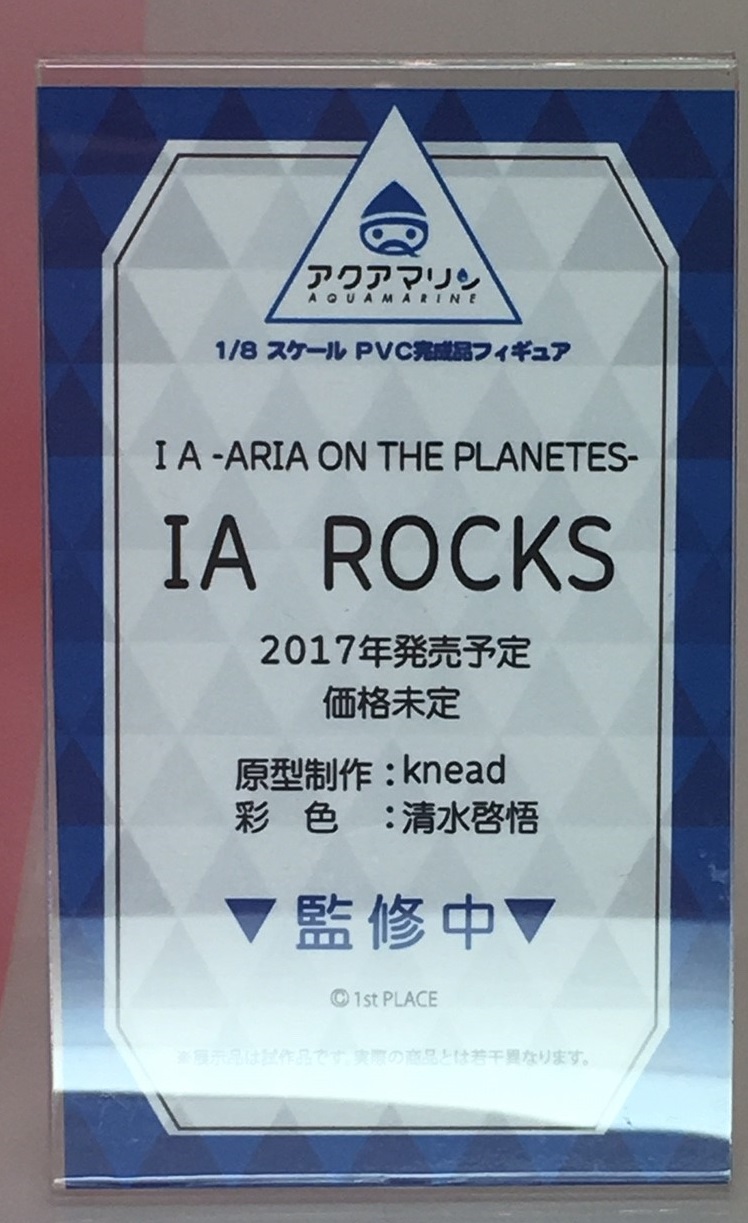 アクアマリン
AQUAMARINE
1/8 スケール PVC完成品フィギュア
IA -ARIA ON THE PLANETES-
IA ROCKS
2017年発売予定
価格未定
原型制作:knead
彩 色 :清水啓悟
▼監修中▼
©1st PLACE
※展示品は試作品です。実際の商品とは若干異なります。